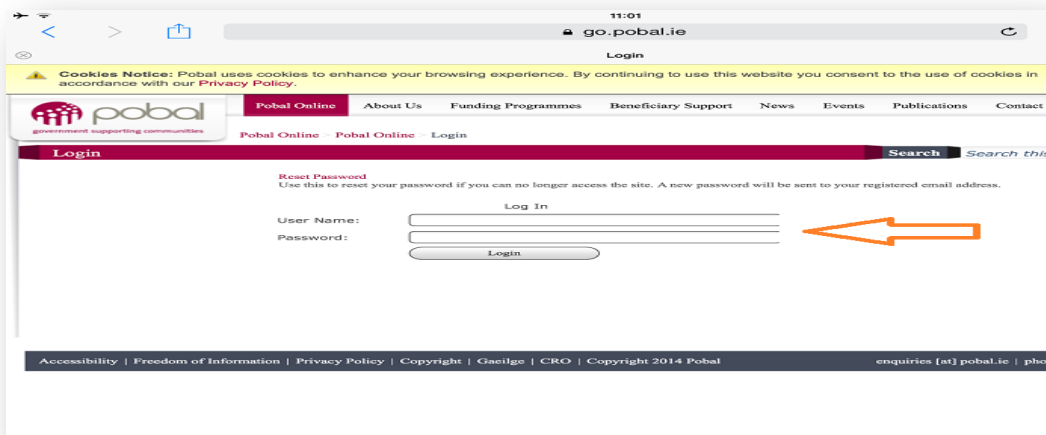 11:01
go.pobal.ie
Login
Cookies Notice: Pobal uses cookies to enhance your browsing experience. By continuing to use this website you consent to the use of cookies in
accordance with our Privacy Policy.
pobal
government supporting communities
Pobal Online About Us Funding Programmes Beneficiary Support News Events Publications Contact
Pobal Online > Pobal Online > Login
Login
Search Search this
Reset Password
Use this to reset your password if you can no longer access the site. A new password will be sent to your registered email address.
Log In
User Name:
Password:
Login
Accessibility | Freedom of Information | Privacy Policy | Copyright | Gaeilge | CRO | Copyright 2014 Pobal enquiries [at] pobal.ie | pho